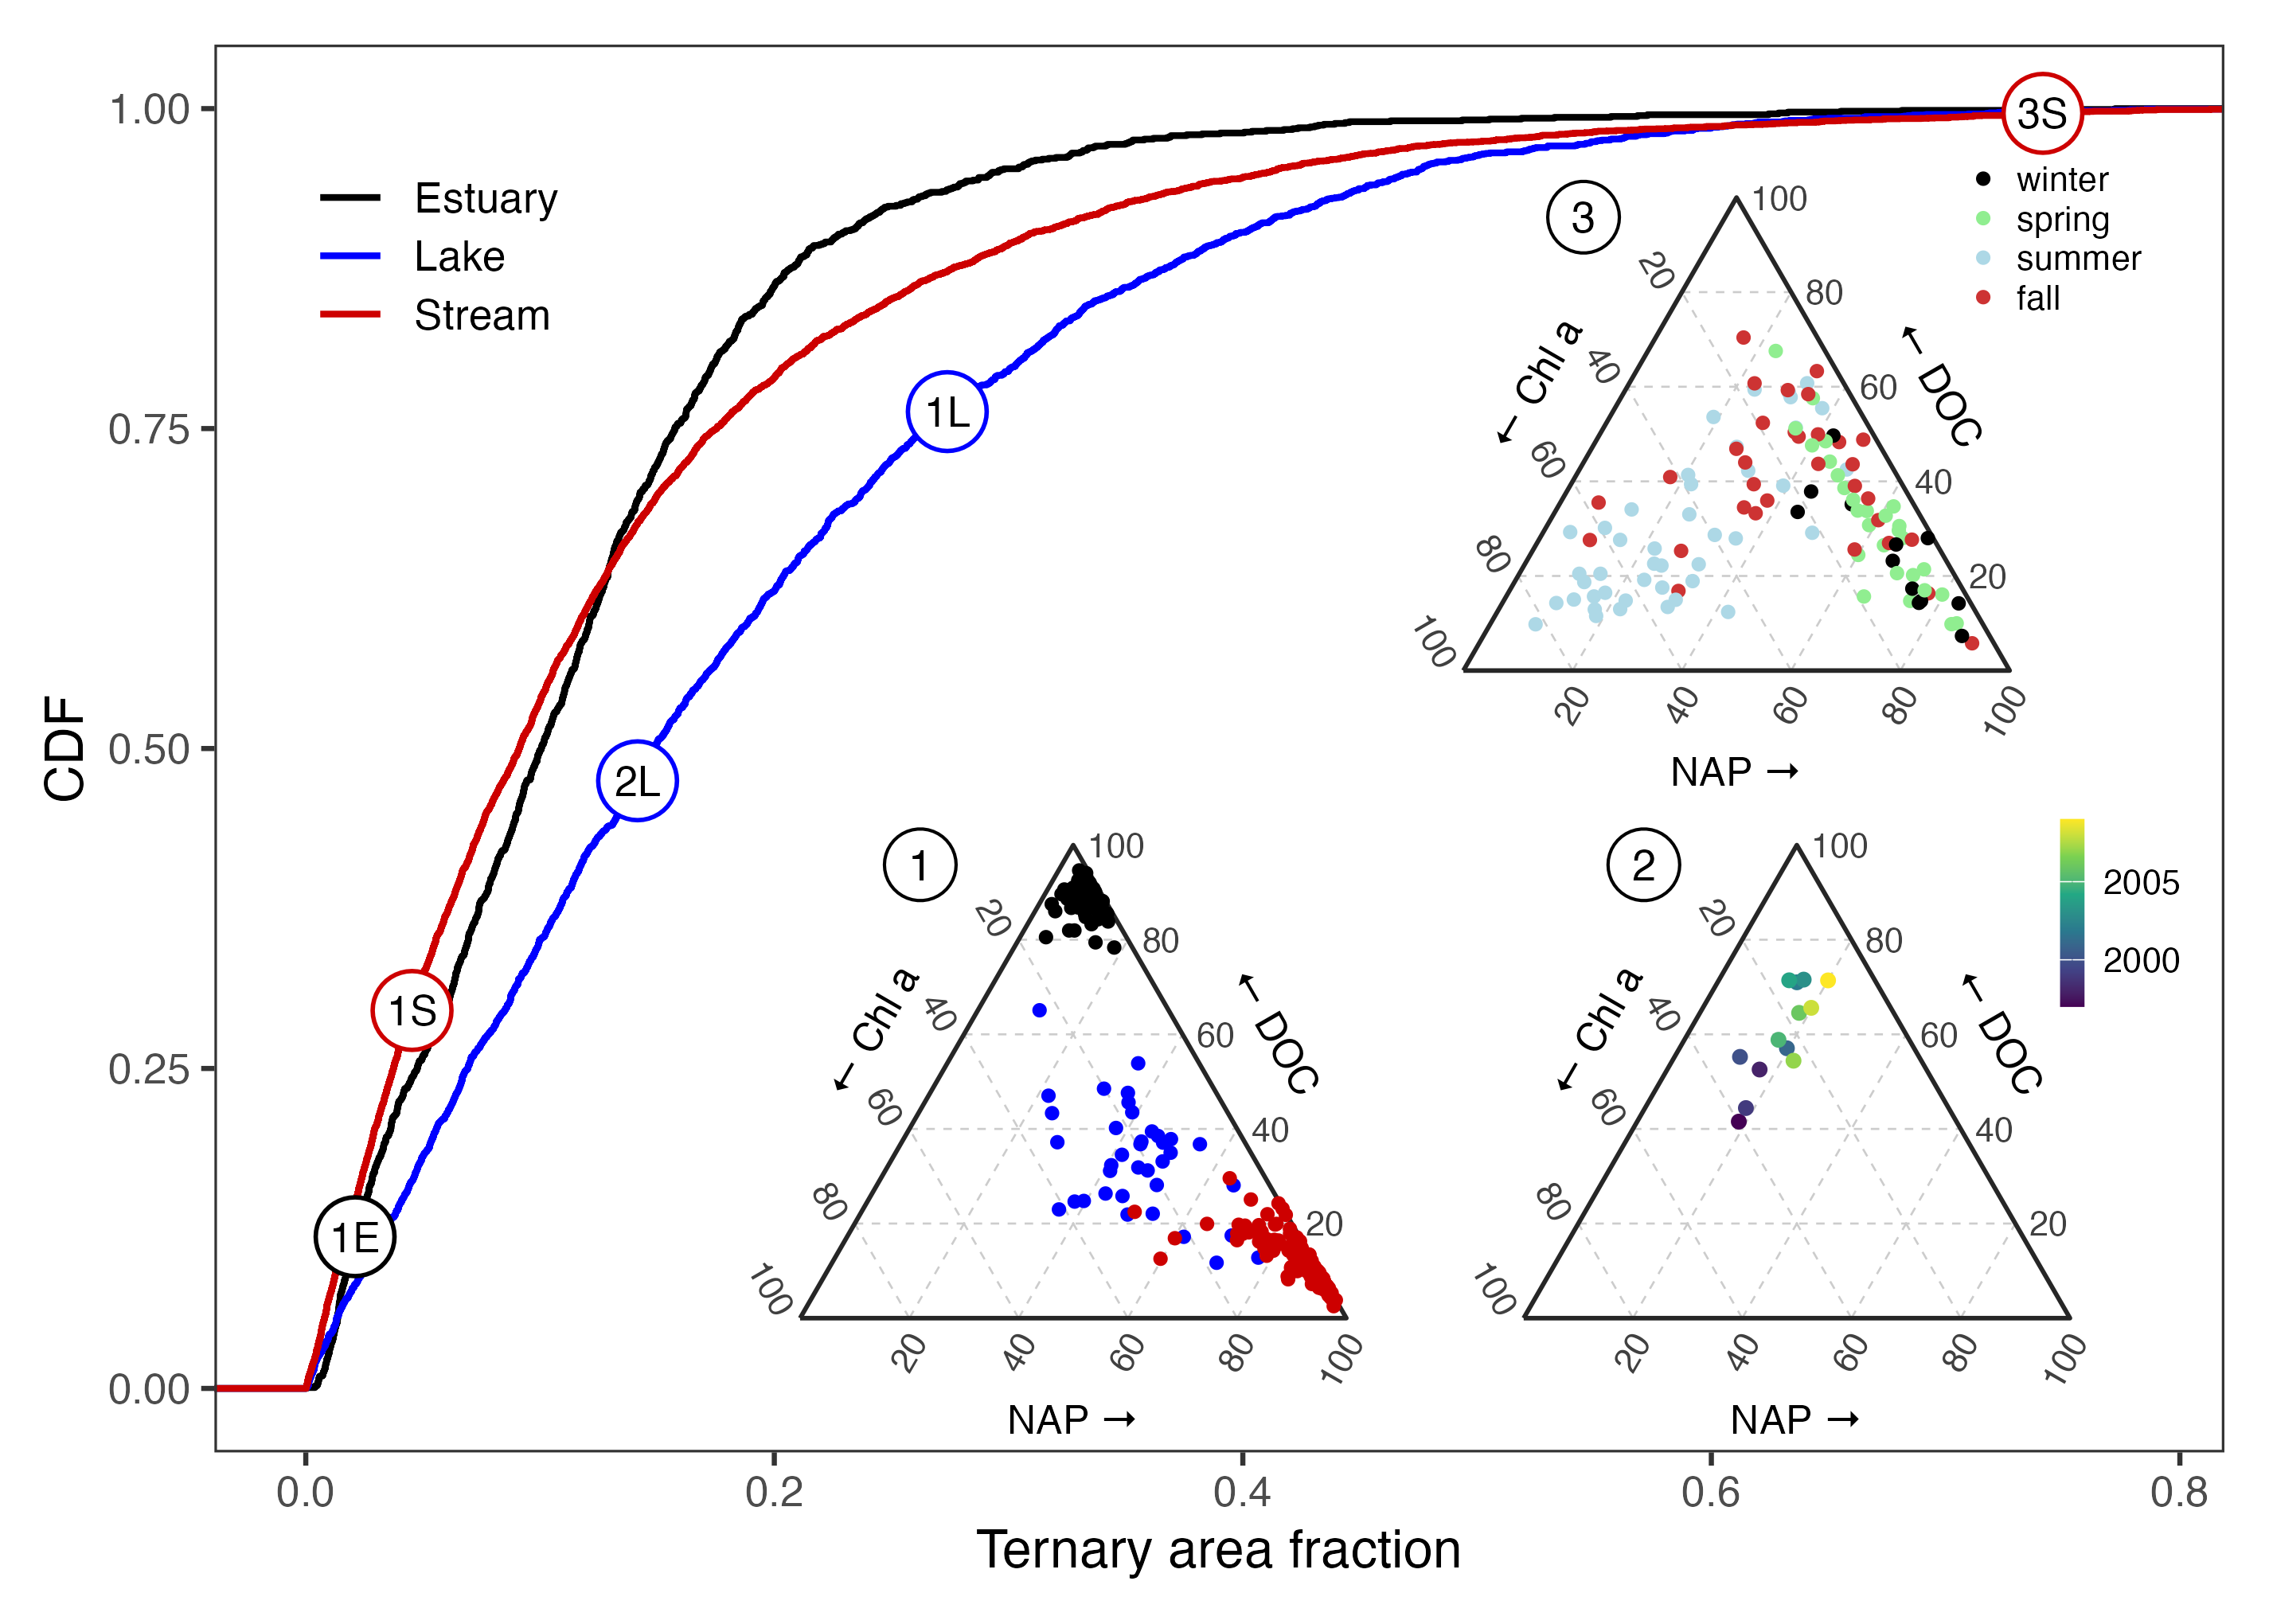 1.00
0.75
0.50
0.25
0.00
CDF
0.0
0.2
0.4
0.6
0.8
Ternary area fraction
Estuary
Lake
Stream
1E
1S
2L
1L
3S
winter
spring
summer
fall
3
100
80
60
40
20
20
40
60
80
100
20
40
60
80
100
← Chl a
← DOC
NAP →
1
100
80
60
40
20
20
40
60
80
100
20
40
60
80
100
← Chl a
← DOC
NAP →
2
100
80
60
40
20
20
40
60
80
100
20
40
60
80
100
← Chl a
← DOC
NAP →
2005
2000